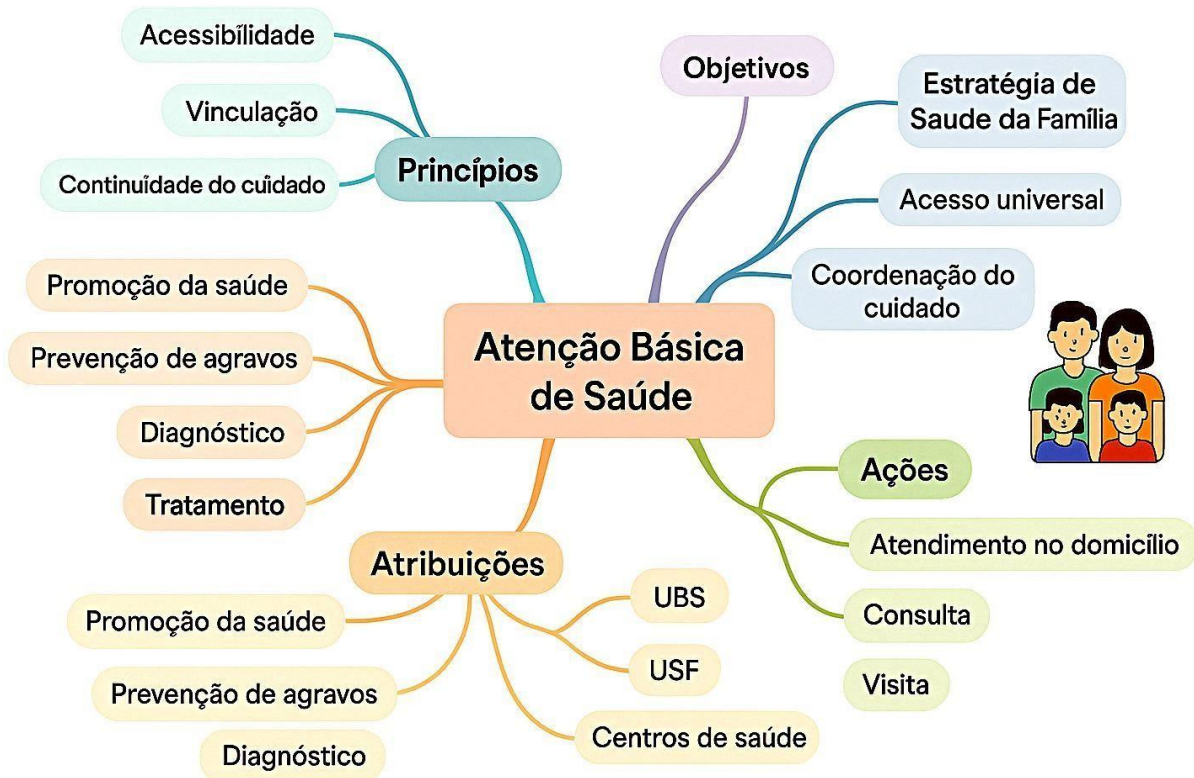 Acessibilidade
Vinculação
Continuidade do cuidado
Princípios
Objetivos
Estratégia de
Saude da Família
Acesso universal
Coordenação do
cuidado
Promoção da saúde
Prevenção de agravos
Diagnóstico
Tratamento
Atenção Básica
de Saúde
Ações
Atendimento no domicílio
Consulta
Visita
Atribuições
Promoção da saúde
Prevenção de agravos
Diagnóstico
UBS
USF
Centros de saúde